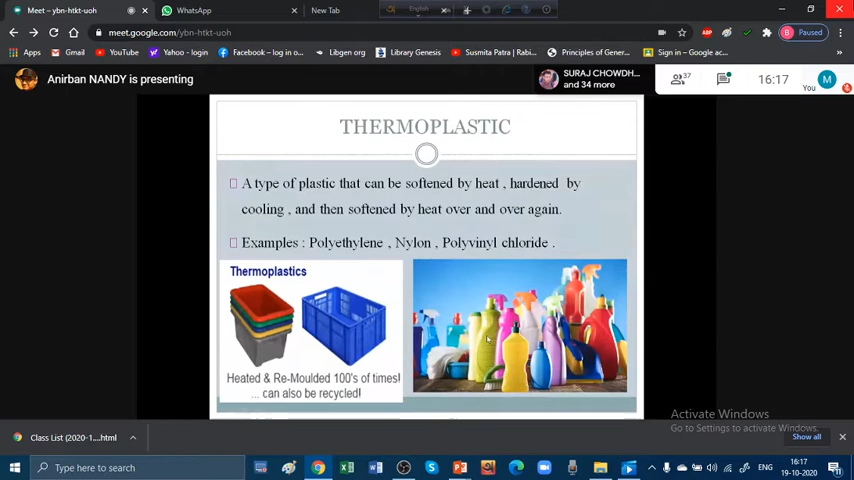 Meet – ybn-htkt-uoh
WhatsApp
New Tab
English
meet.google.com/ybn-htkt-uoh
ABP
Paused
Apps
Gmail
YouTube
Yahoo - login
Facebook – log in o...
Libgen org
Library Genesis
Susmita Patra | Rabi...
Principles of Gener...
Sign in – Google ac...
Anirban NANDY is presenting
SURAJ CHOWDH...
and 34 more
37
16:17
You
M
THERMOPLASTIC
A type of plastic that can be softened by heat , hardened by
cooling , and then softened by heat over and over again.
Examples : Polyethylene , Nylon , Polyvinyl chloride .
Thermoplastics
Heated & Re-Moulded 100's of times!
... can also be recycled!
Activate Windows
Go to Settings to activate Windows.
Class List (2020-1....html
Show all
Type here to search
ENG
16:17
19-10-2020